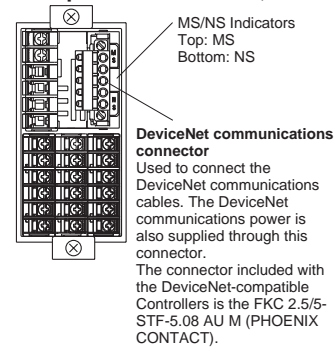 MS/NS Indicators
Top: MS
Bottom: NS
M
S
N
S
DeviceNet communications
connector
Used to connect the
DeviceNet communications
cables. The DeviceNet
communications power is
also supplied through this
connector.
The connector included with
the DeviceNet-compatible
Controllers is the FKC 2.5/5-
STF-5.08 AU M (PHOENIX
CONTACT).